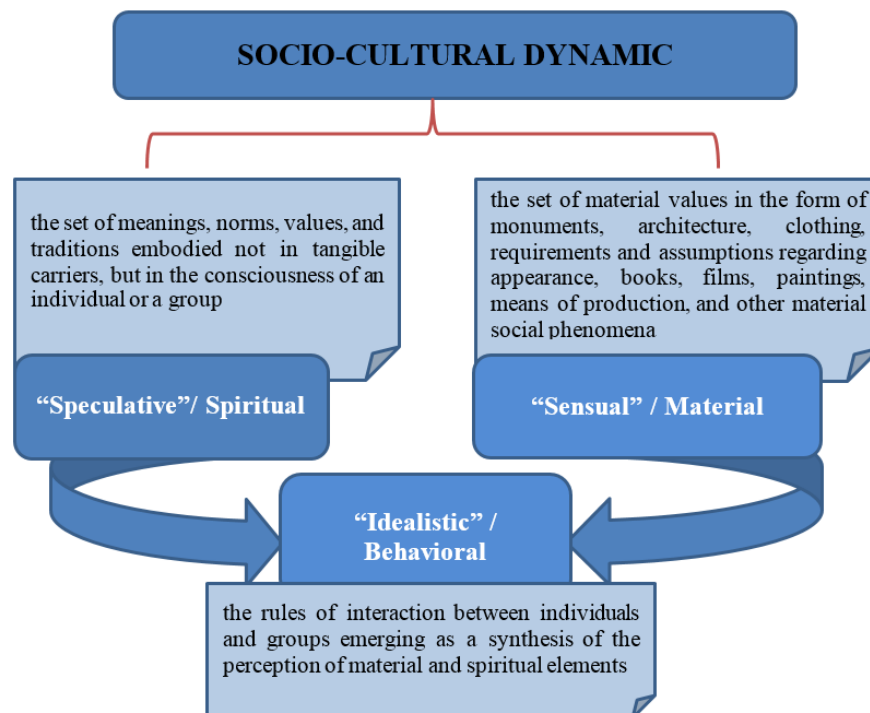 SOCIO-CULTURAL DYNAMIC
the set of meanings, norms, values, and
traditions embodied not in tangible
carriers, but in the consciousness of an
individual or a group
“Speculative”/ Spiritual
the set of material values in the form of
monuments, architecture, clothing,
requirements and assumptions regarding
appearance, books, films, paintings,
means of production, and other material
social phenomena
“Sensual” / Material
“Idealistic” /
Behavioral
the rules of interaction between individuals
and groups emerging as a synthesis of the
perception of material and spiritual elements